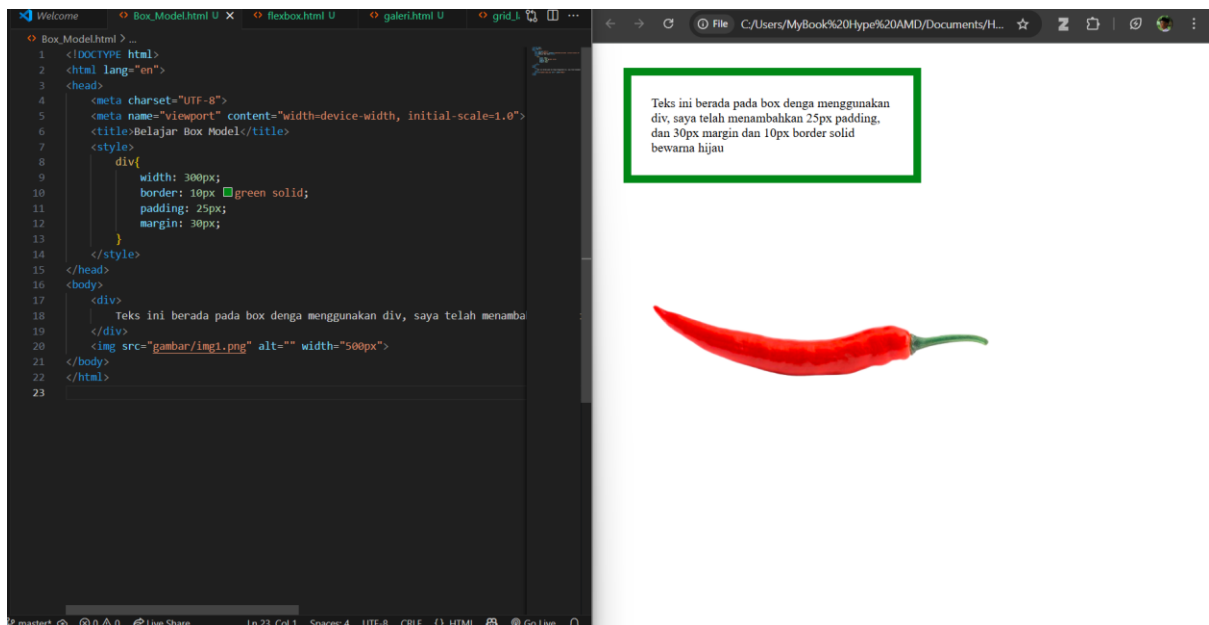 Welcome
Box_Model.html U
flexbox.html U
galeri.html U
grid_l.
Box_Model.html > ...
1 <!DOCTYPE html>
2 <html lang="en">
3 <head>
4 <meta charset="UTF-8">
5 <meta name="viewport" content="width=device-width, initial-scale=1.0">
6 <title>Belajar Box Model</title>
7 <style>
8 div{
9 width: 300px;
10 border: 10px green solid;
11 padding: 25px;
12 margin: 30px;
13 }
14 </style>
15 </head>
16 <body>
17 <div>
18 Teks ini berada pada box denga menggunakan div, saya telah menamba
19 </div>
20 <img src="gambar/img1.png" alt="" width="500px">
21 </body>
22 </html>
23
master* 0 0 Live Share Ln 23, Col 1 Spaces: 4 UTF-8 CRLF {} HTML Go Live
File C:/Users/MyBook%20Hype%20AMD/Documents/H...
Teks ini berada pada box denga menggunakan
div, saya telah menambahkan 25px padding,
dan 30px margin dan 10px border solid
bewarna hijau